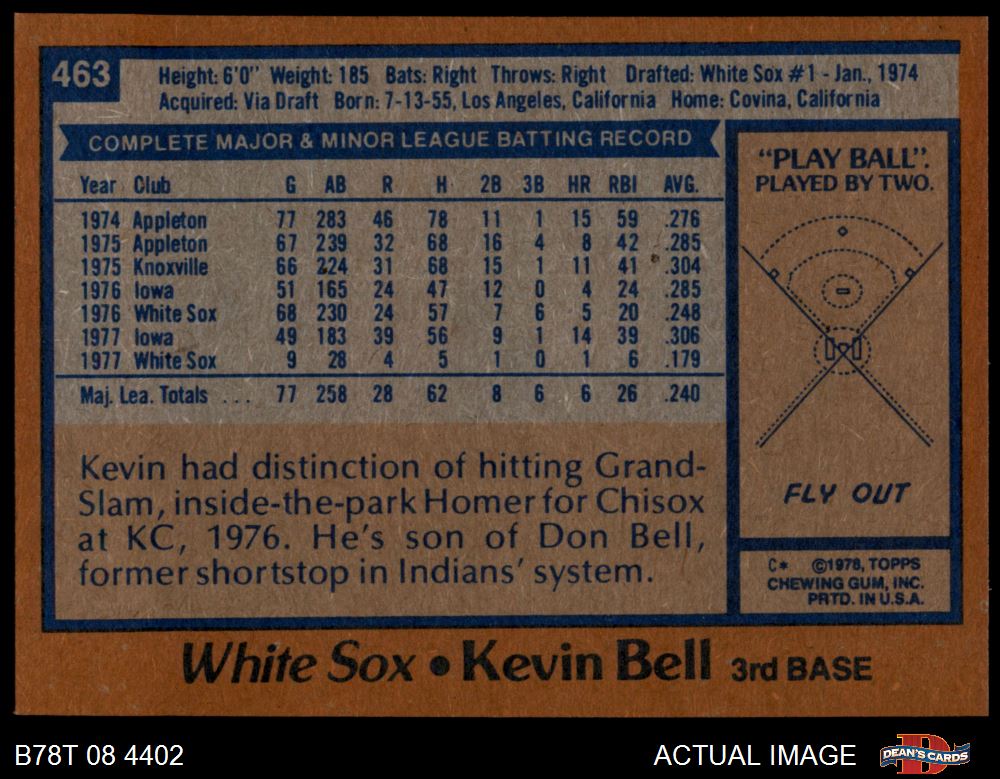 463
Height: 6'0" Weight: 185 Bats: Right Throws: Right Drafted: White Sox #1 - Jan., 1974
Acquired: Via Draft Born: 7-13-55, Los Angeles, California Home: Covina, California
COMPLETE MAJOR & MINOR LEAGUE BATTING RECORD
Year Club G AB R H 2B 3B HR RBI AVG.
1974 Appleton 77 283 46 78 11 1 15 59 .276
1975 Appleton 67 239 32 68 16 4 8 42 .285
1975 Knoxville 66 224 31 68 15 1 11 41 .304
1976 Iowa 51 165 24 47 12 0 4 24 .285
1976 White Sox 68 230 24 57 7 6 5 20 .248
1977 Iowa 49 183 39 56 9 1 14 39 .306
1977 White Sox 9 28 4 5 1 0 1 6 .179
Maj. Lea. Totals ... 77 258 28 62 8 6 6 26 .240
Kevin had distinction of hitting Grand-
Slam, inside-the-park Homer for Chisox
at KC, 1976. He's son of Don Bell,
former shortstop in Indians' system.
"PLAY BALL".
PLAYED BY TWO.
FLY OUT
C* ©1978, TOPPS
CHEWING GUM, INC.
PRTD. IN U.S.A.
White Sox • Kevin Bell 3rd BASE
B78T 08 4402
ACTUAL IMAGE
DEAN'S CARDS